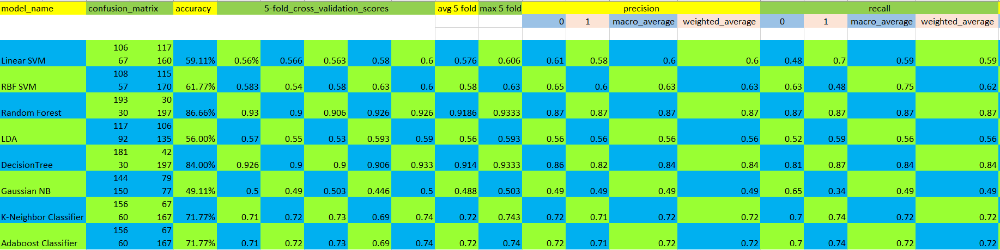 model_name confusion_matrix accuracy 5-fold_cross_validation_scores avg 5 fold max 5 fold precision recall
0 1 macro_average weighted_average 0 1 macro_average weighted_average
106 117
Linear SVM 67 160 59.11% 0.56% 0.566 0.563 0.58 0.6 0.576 0.606 0.61 0.58 0.6 0.6 0.48 0.7 0.59 0.59
108 115
RBF SVM 57 170 61.77% 0.583 0.54 0.58 0.63 0.6 0.58 0.63 0.65 0.6 0.63 0.63 0.63 0.48 0.75 0.62
193 30
Random Forest 30 197 86.66% 0.93 0.9 0.906 0.926 0.926 0.9186 0.9333 0.87 0.87 0.87 0.87 0.87 0.87 0.87 0.87
117 106
LDA 92 135 56.00% 0.57 0.55 0.53 0.593 0.59 0.56 0.593 0.56 0.56 0.56 0.56 0.52 0.59 0.56 0.56
181 42
DecisionTree 30 197 84.00% 0.926 0.9 0.9 0.906 0.933 0.914 0.9333 0.86 0.82 0.84 0.84 0.81 0.87 0.84 0.84
144 79
Gaussian NB 150 77 49.11% 0.5 0.49 0.503 0.446 0.5 0.488 0.503 0.49 0.49 0.49 0.49 0.65 0.34 0.49 0.49
156 67
K-Neighbor Classifier 60 167 71.77% 0.71 0.72 0.73 0.69 0.74 0.72 0.743 0.72 0.71 0.72 0.72 0.7 0.74 0.72 0.72
156 67
Adaboost Classifier 60 167 71.77% 0.71 0.72 0.73 0.69 0.74 0.72 0.74 0.72 0.71 0.72 0.72 0.7 0.74 0.72 0.72